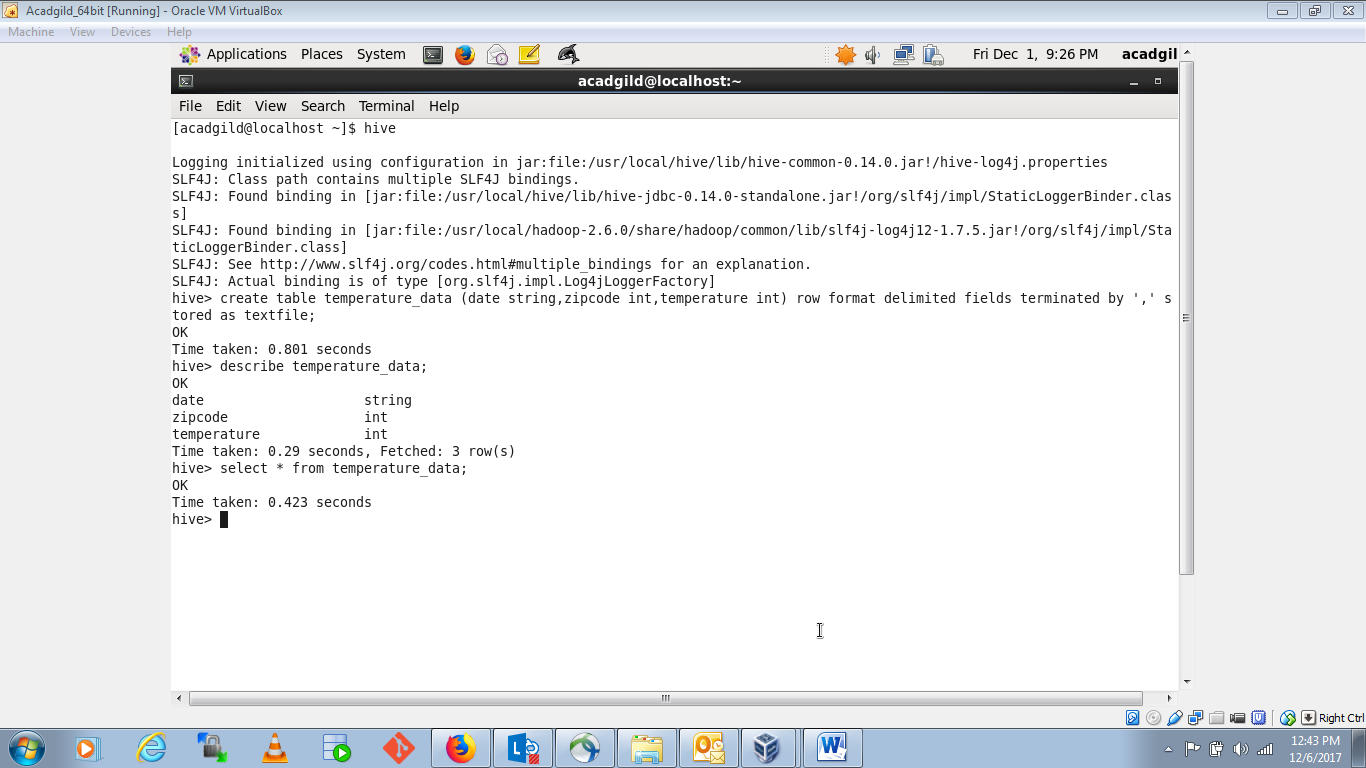 Acadgild_64bit [Running] - Oracle VM VirtualBox
Machine View Devices Help
Applications Places System Fri Dec 1, 9:26 PM acadgil
acadgild@localhost:~
File Edit View Search Terminal Help
[acadgild@localhost ~]$ hive
Logging initialized using configuration in jar:file:/usr/local/hive/lib/hive-common-0.14.0.jar!/hive-log4j.properties
SLF4J: Class path contains multiple SLF4J bindings.
SLF4J: Found binding in [jar:file:/usr/local/hive/lib/hive-jdbc-0.14.0-standalone.jar!/org/slf4j/impl/StaticLoggerBinder.clas
s]
SLF4J: Found binding in [jar:file:/usr/local/hadoop-2.6.0/share/hadoop/common/lib/slf4j-log4j12-1.7.5.jar!/org/slf4j/impl/Sta
ticLoggerBinder.class]
SLF4J: See http://www.slf4j.org/codes.html#multiple_bindings for an explanation.
SLF4J: Actual binding is of type [org.slf4j.impl.Log4jLoggerFactory]
hive> create table temperature_data (date string,zipcode int,temperature int) row format delimited fields terminated by ',' s
tored as textfile;
OK
Time taken: 0.801 seconds
hive> describe temperature_data;
OK
date string
zipcode int
temperature int
Time taken: 0.29 seconds, Fetched: 3 row(s)
hive> select * from temperature_data;
OK
Time taken: 0.423 seconds
hive>
Right Ctrl
12:43 PM
12/6/2017